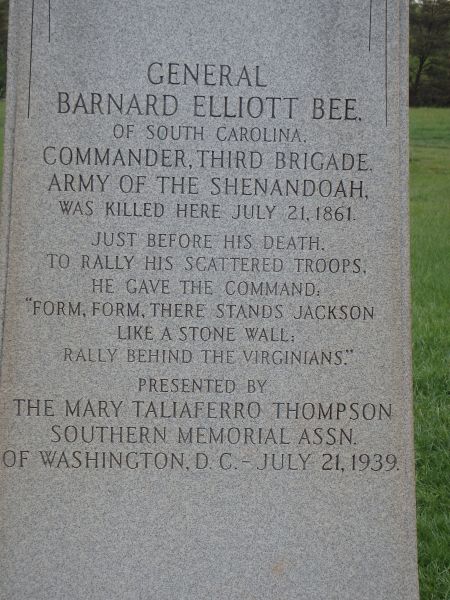 GENERAL
BARNARD ELLIOTT BEE,
OF SOUTH CAROLINA,
COMMANDER, THIRD BRIGADE,
ARMY OF THE SHENANDOAH,
WAS KILLED HERE JULY 21, 1861.
JUST BEFORE HIS DEATH,
TO RALLY HIS SCATTERED TROOPS,
HE GAVE THE COMMAND:
"FORM, FORM, THERE STANDS JACKSON
LIKE A STONE WALL;
RALLY BEHIND THE VIRGINIANS."
PRESENTED BY
THE MARY TALIAFERRO THOMPSON
SOUTHERN MEMORIAL ASSN.
OF WASHINGTON, D.C. – JULY 21, 1939.